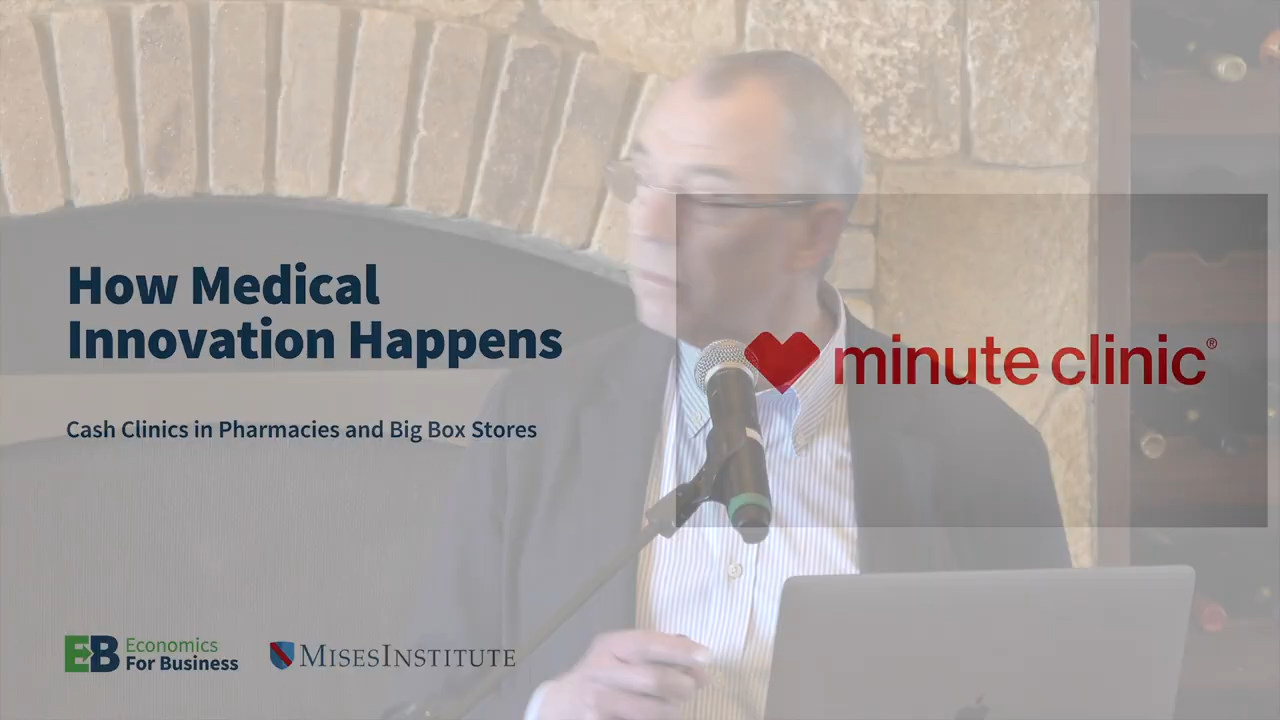 How Medical
Innovation Happens
Cash Clinics in Pharmacies and Big Box Stores
minute clinic®
EB Economics
For Business
MISESINSTITUTE